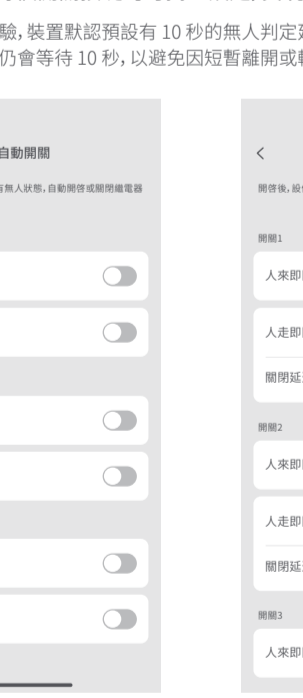 驗，裝置默認預設有 10 秒的無人判定
仍會等待 10 秒，以避免因短暫離開或
自動開關
有無人狀態，自動開啓或關閉繼電器
開啓後，設
開關1
人來即
人走即
關閉延
開關2
人來即
人走即
關閉延
開關3
人來即